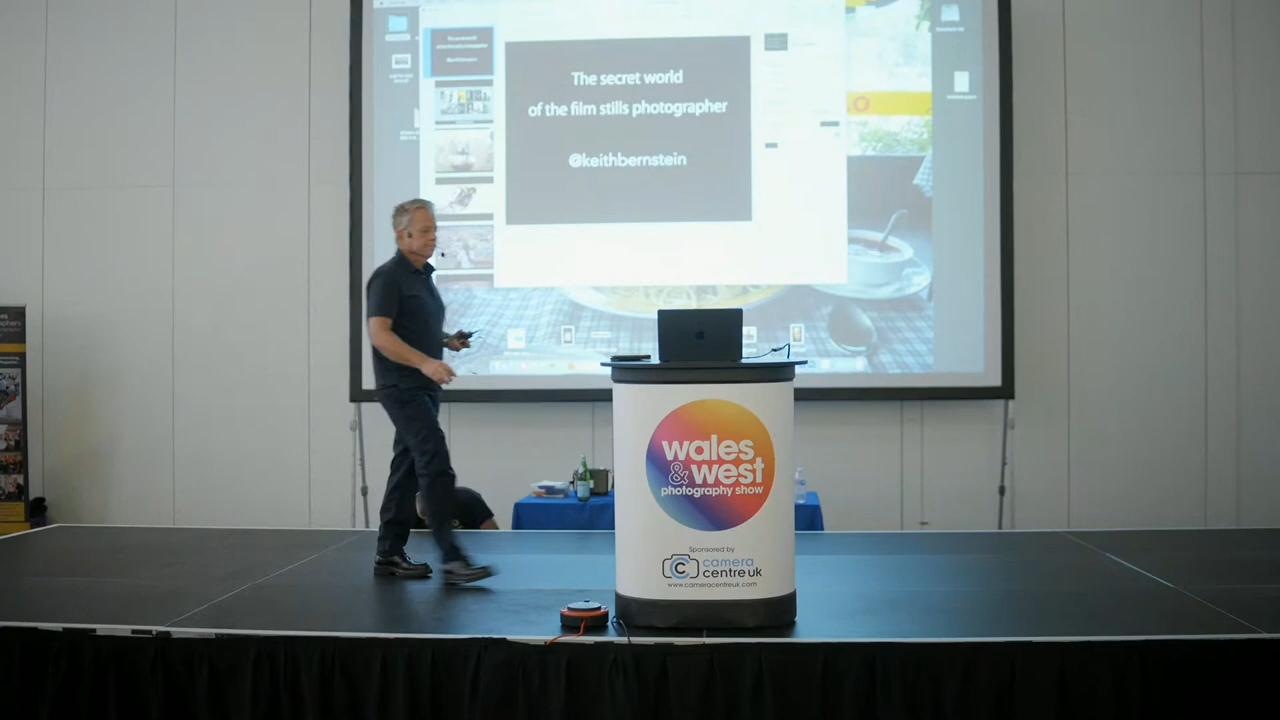 The secret world
of the film stills photographer
@keithbernstein
wales
& west
photography show
Sponsored by
camera
centre uk
www.cameracentreuk.com